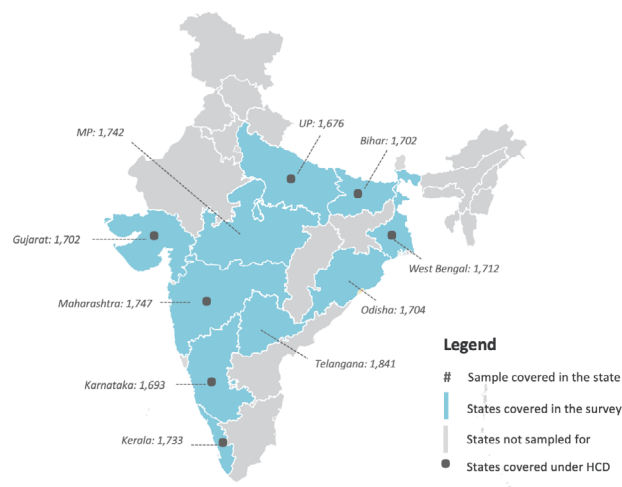 UP: 1,676
MP: 1,742
Bihar: 1,702
Gujarat: 1,702
West Bengal: 1,712
Maharashtra: 1,747
Odisha: 1,704
Telangana: 1,841
Karnataka: 1,693
Kerala: 1,733
Legend
# Sample covered in the state
States covered in the survey
States not sampled for
States covered under HCD